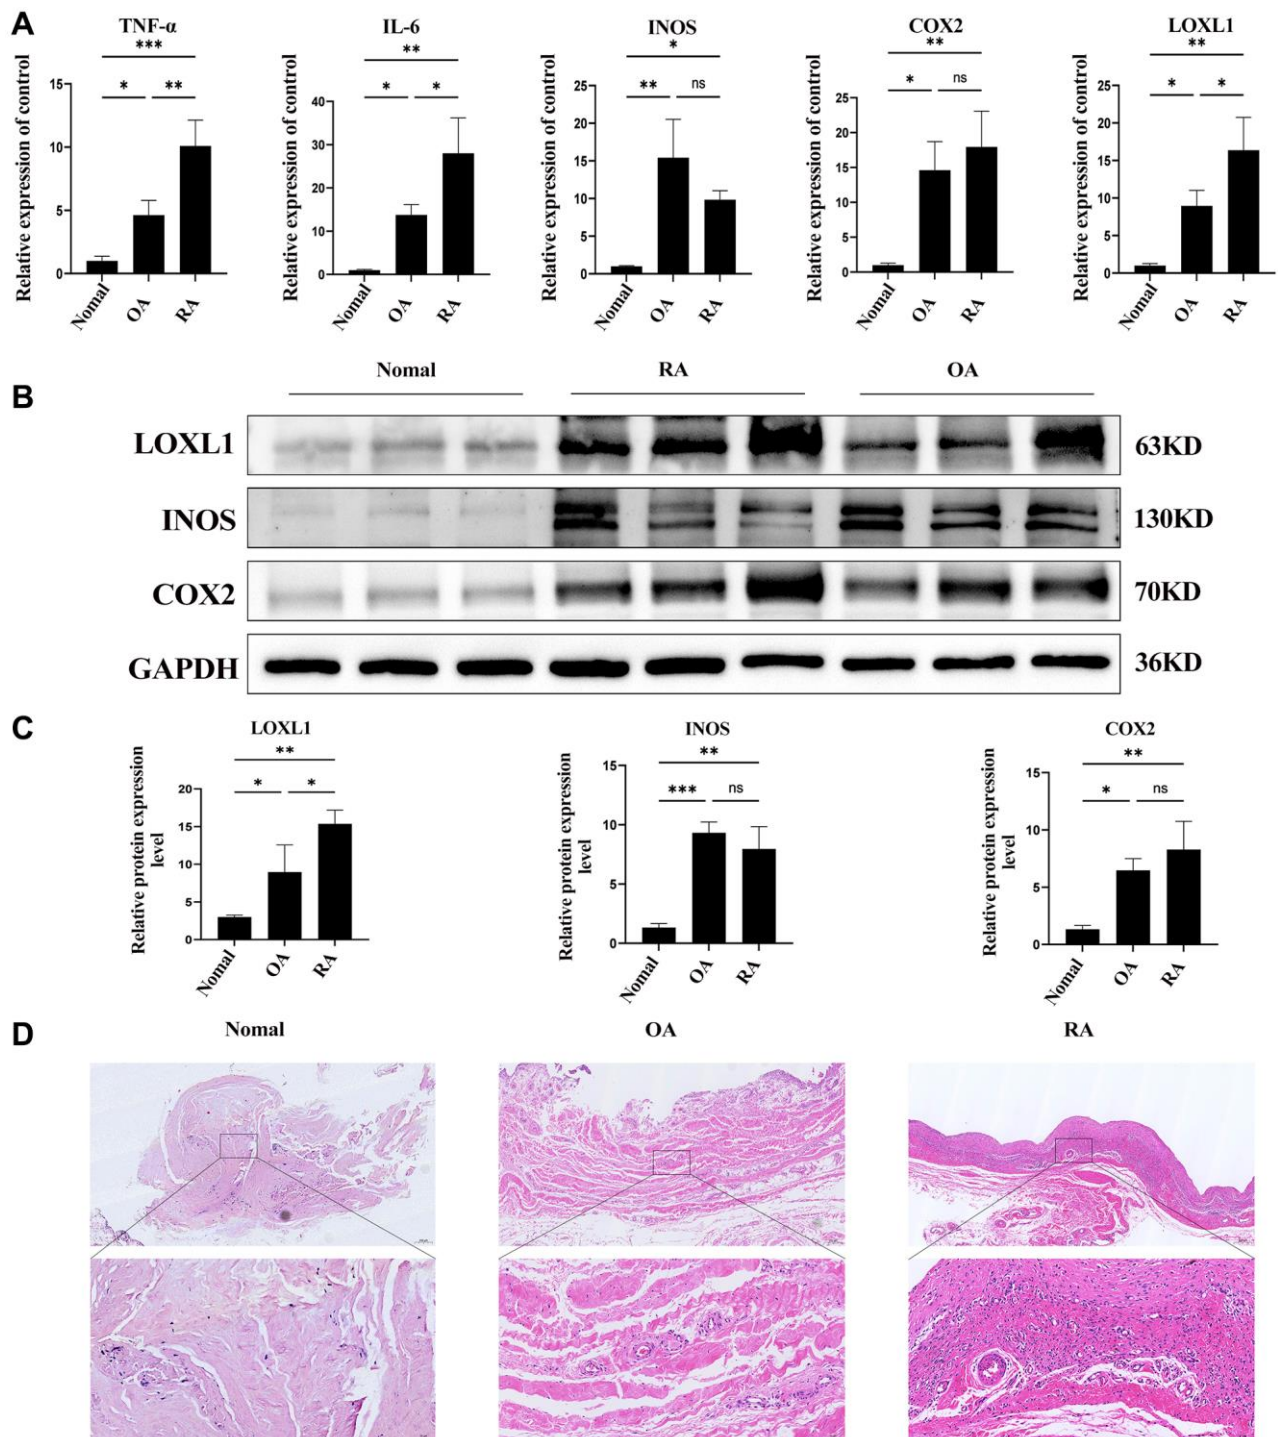 A
TNF-α
***
*
**
Relative expression of control
15
10
5
0
Nomal
OA
RA
IL-6
**
*
*
Relative expression of control
40
30
20
10
0
Nomal
OA
RA
INOS
*
**
ns
Relative expression of control
25
20
15
10
5
0
Nomal
OA
RA
COX2
**
*
ns
Relative expression of control
25
20
15
10
5
0
Nomal
OA
RA
LOXL1
**
*
*
Relative expression of control
25
20
15
10
5
0
Nomal
OA
RA
B
Nomal
RA
OA
LOXL1
63KD
INOS
130KD
COX2
70KD
GAPDH
36KD
C
LOXL1
**
*
*
Relative protein expression
level
20
15
10
5
0
Nomal
OA
RA
INOS
**
***
ns
Relative protein expression
level
15
10
5
0
Nomal
OA
RA
COX2
**
*
ns
Relative protein expression
level
15
10
5
0
Nomal
OA
RA
D
Nomal
OA
RA